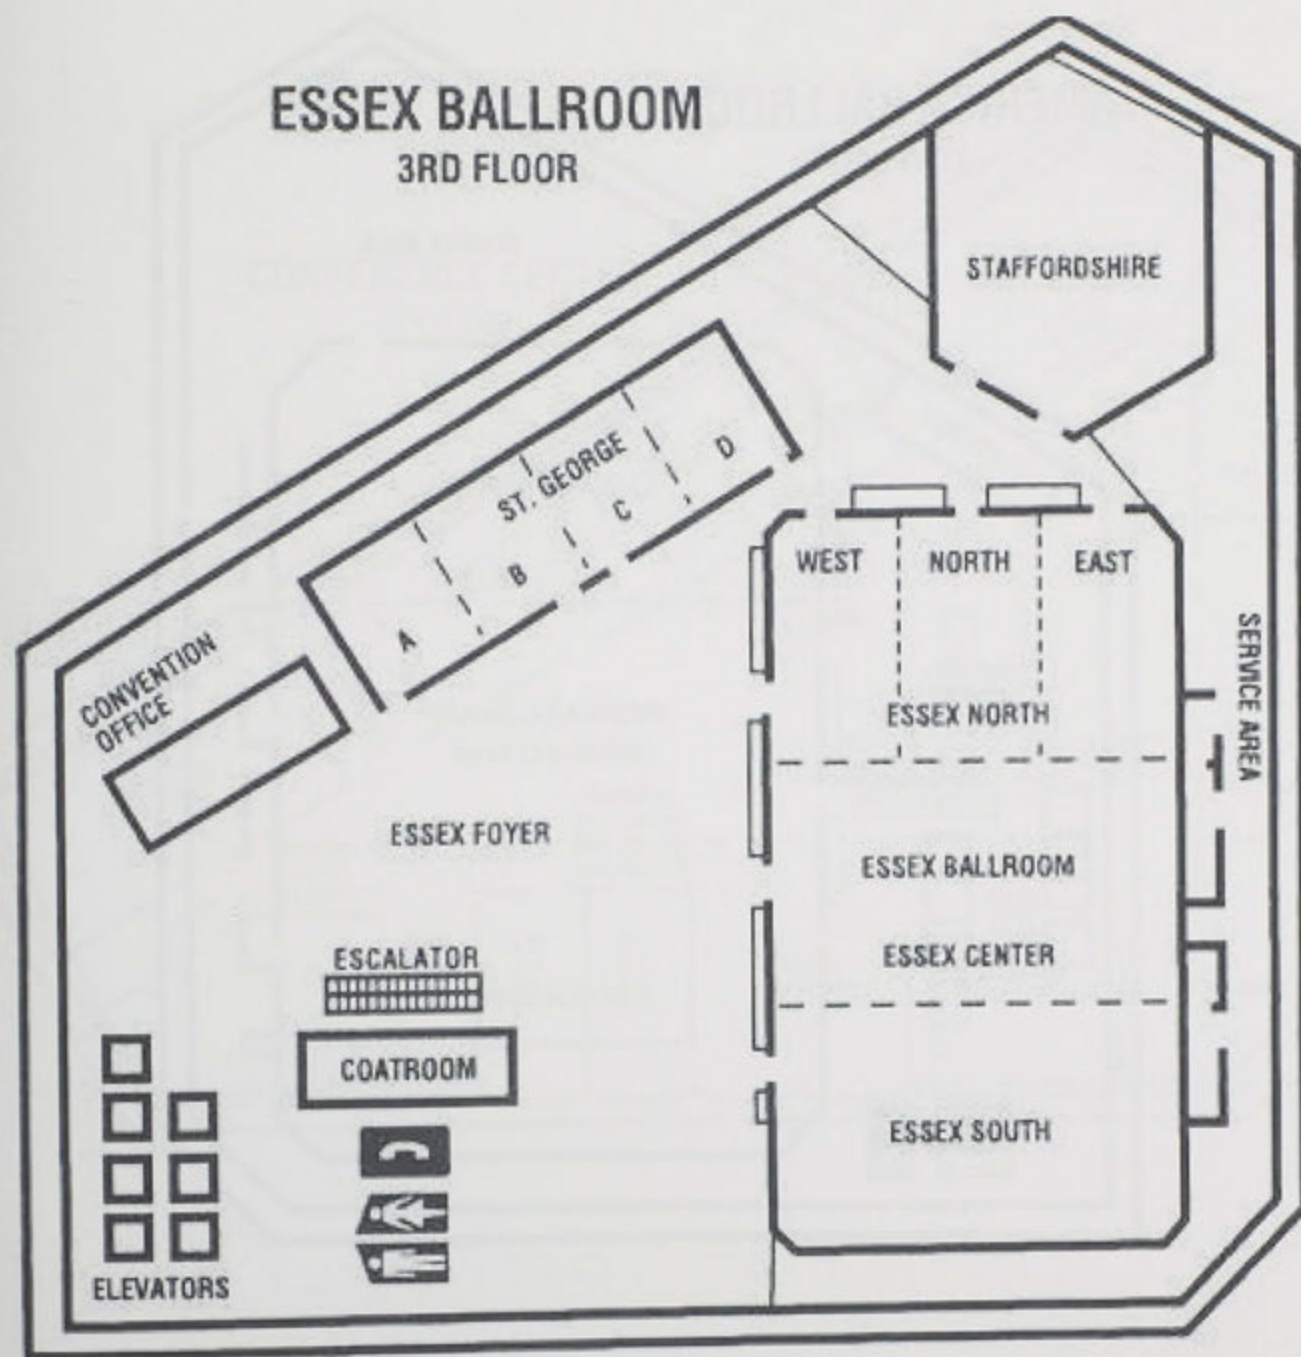 ESSEX BALLROOM
3RD FLOOR
STAFFORDSHIRE
ST. GEORGE
A
B
C
D
WEST
NORTH
EAST
CONVENTION
OFFICE
SERVICE AREA
ESSEX NORTH
ESSEX FOYER
ESSEX BALLROOM
ESCALATOR
ESSEX CENTER
COATROOM
ESSEX SOUTH
ELEVATORS